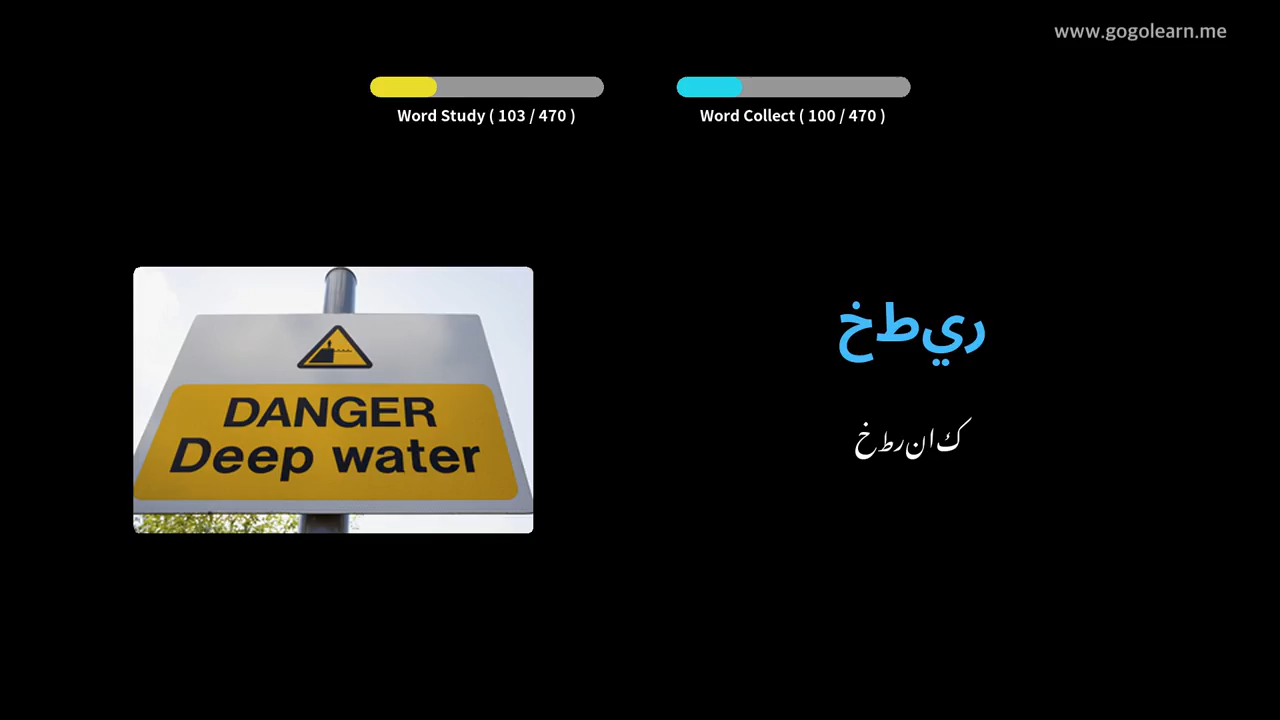 www.gogolearn.me
Word Study ( 103 / 470 )
Word Collect ( 100 / 470 )
DANGER
Deep water
خطير
خطرناک